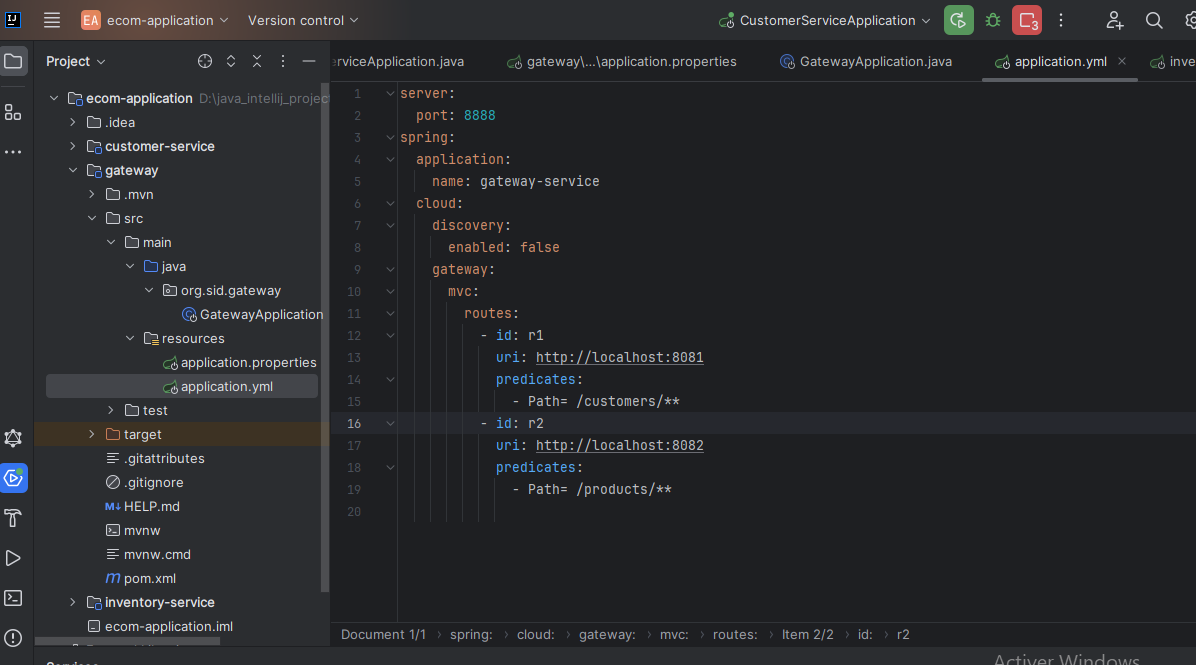 EA ecom-application Version control CustomerServiceApplication 3
Project
rviceApplication.java gateway\...\application.properties GatewayApplication.java application.yml inve
ecom-application D:\java_intellij_projec
.idea
customer-service
gateway
.mvn
src
main
java
org.sid.gateway
GatewayApplication
resources
application.properties
application.yml
test
target
.gitattributes
.gitignore
M↓ HELP.md
mvnw
mvnw.cmd
m pom.xml
inventory-service
ecom-application.iml
1 server:
2 port: 8888
3 spring:
4 application:
5 name: gateway-service
6 cloud:
7 discovery:
8 enabled: false
9 gateway:
10 mvc:
11 routes:
12 - id: r1
13 uri: http://localhost:8081
14 predicates:
15 - Path= /customers/**
16 - id: r2
17 uri: http://localhost:8082
18 predicates:
19 - Path= /products/**
20
Document 1/1 › spring: › cloud: › gateway: › mvc: › routes: › Item 2/2 › id: › r2
Services
Activer Windows